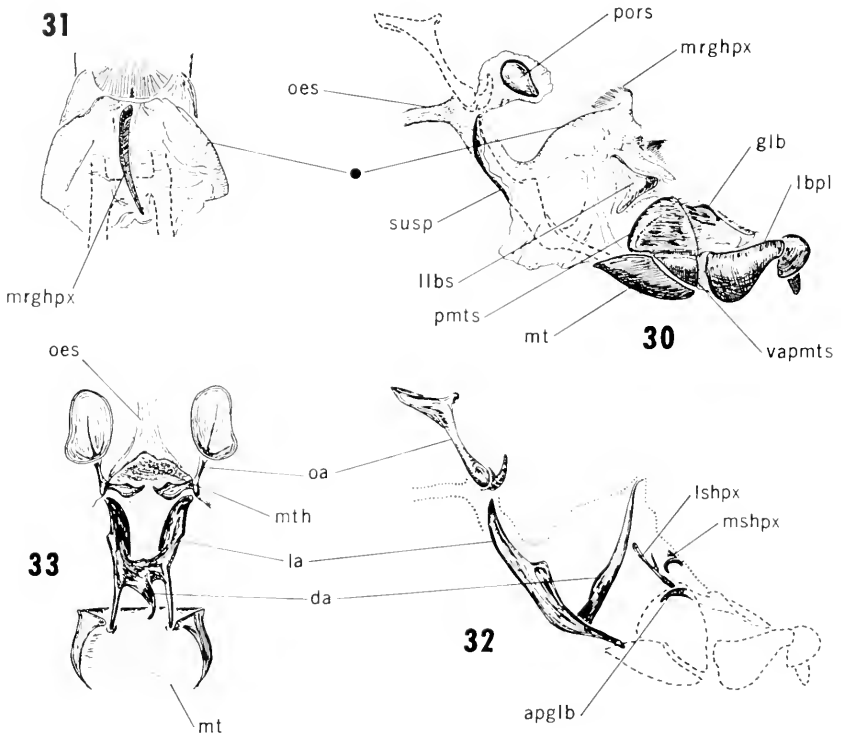 31
pors
mrghpx
oes
glb
lbpl
susp
llbs
pmts
mt
30
vapmts
mrghpx
oes
oa
mth
la
da
33
mt
lshpx
mshpx
32
apglb